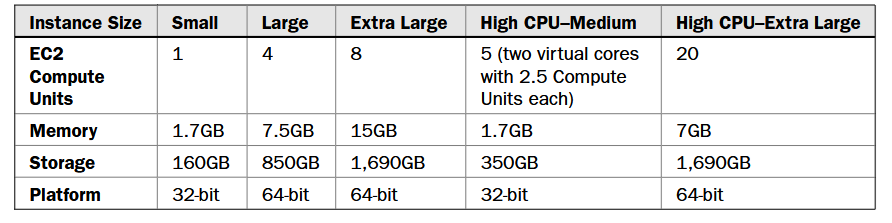 Instance Size Small Large Extra Large High CPU–Medium High CPU–Extra Large
EC2 Compute Units 1 4 8 5 (two virtual cores with 2.5 Compute Units each) 20
Memory 1.7GB 7.5GB 15GB 1.7GB 7GB
Storage 160GB 850GB 1,690GB 350GB 1,690GB
Platform 32-bit 64-bit 64-bit 32-bit 64-bit